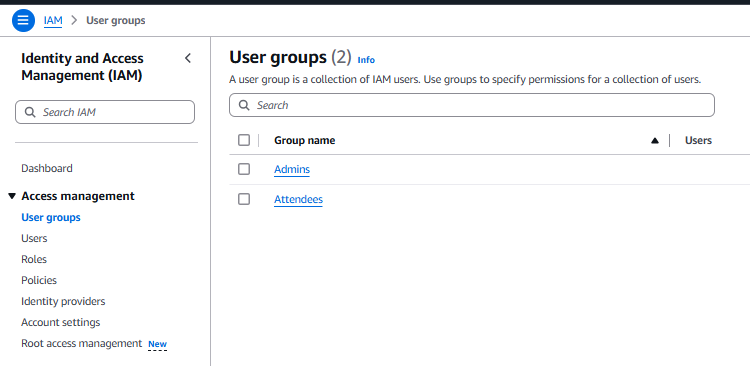 IAM > User groups
Identity and Access
Management (IAM)
Search IAM
Dashboard
Access management
User groups
Users
Roles
Policies
Identity providers
Account settings
Root access management New
User groups (2) Info
A user group is a collection of IAM users. Use groups to specify permissions for a collection of users.
Search
Group name Users
Admins
Attendees